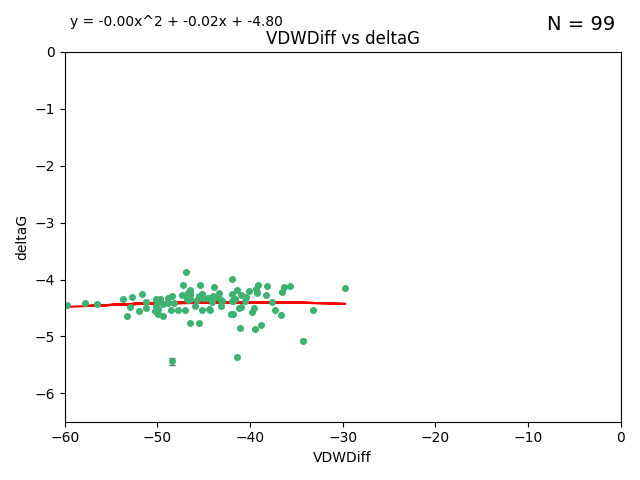 y = -0.00x^2 + -0.02x + -4.80
N = 99
VDWDiff vs deltaG
deltaG
0
−1
−2
−3
−4
−5
−6
−60
−50
−40
−30
−20
−10
0
VDWDiff